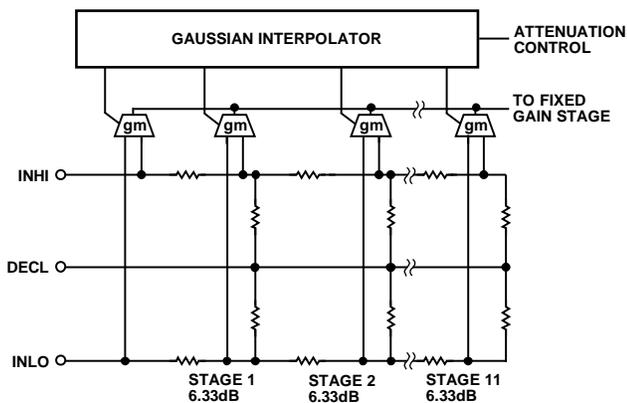 GAUSSIAN INTERPOLATOR
ATTENUATION
CONTROL
TO FIXED
GAIN STAGE
gm
gm
gm
gm
INHI
DECL
INLO
STAGE 1
6.33dB
STAGE 2
6.33dB
STAGE 11
6.33dB